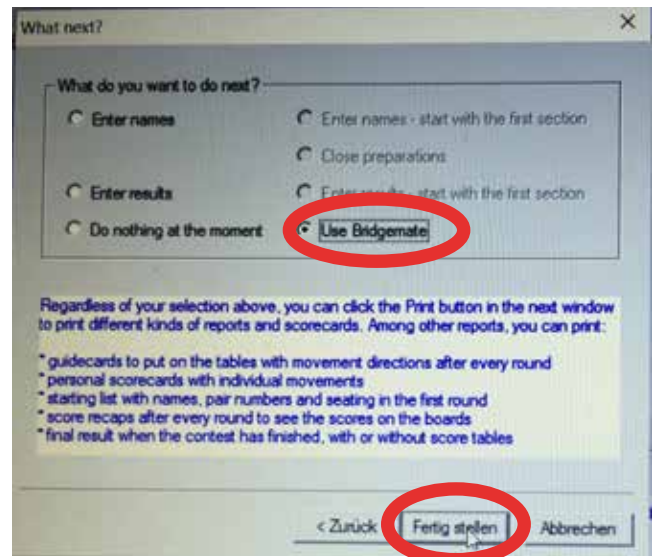 What next?
What do you want to do next?
Enter names
Enter names - start with the first section
Close preparations
Enter results
Enter results - start with the first section
Do nothing at the moment
Use Bridgemate
Regardless of your selection above, you can click the Print button in the next window
to print different kinds of reports and scorecards. Among other reports, you can print:
* guidecards to put on the tables with movement directions after every round
* personal scorecards with individual movements
* starting list with names, pair numbers and seating in the first round
* score recaps after every round to see the scores on the boards
* final result when the contest has finished, with or without score tables
< Zurück
Fertig stellen
Abbrechen